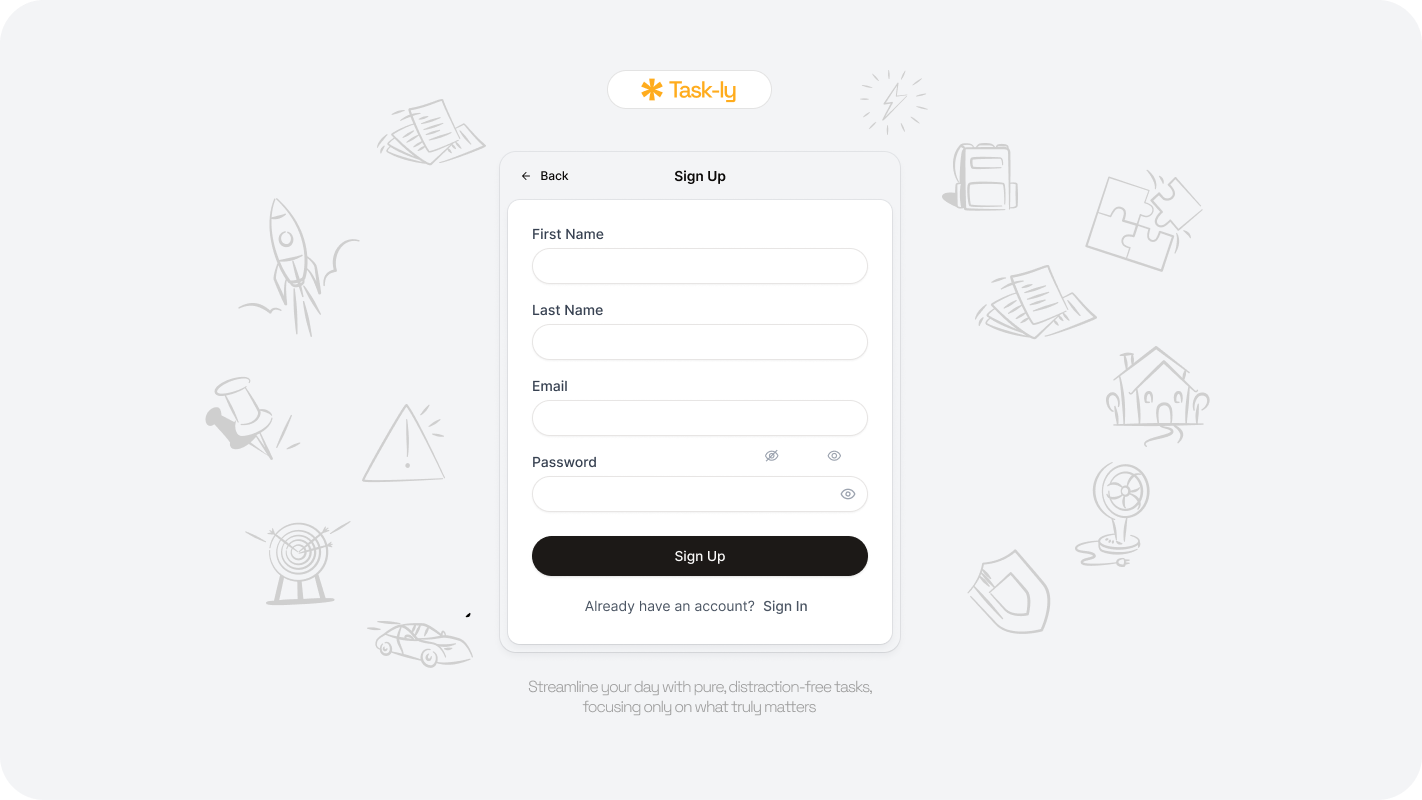 Task-ly
Back
Sign Up
First Name
Last Name
Email
Password
Sign Up
Already have an account? Sign In
Streamline your day with pure, distraction-free tasks,
focusing only on what truly matters